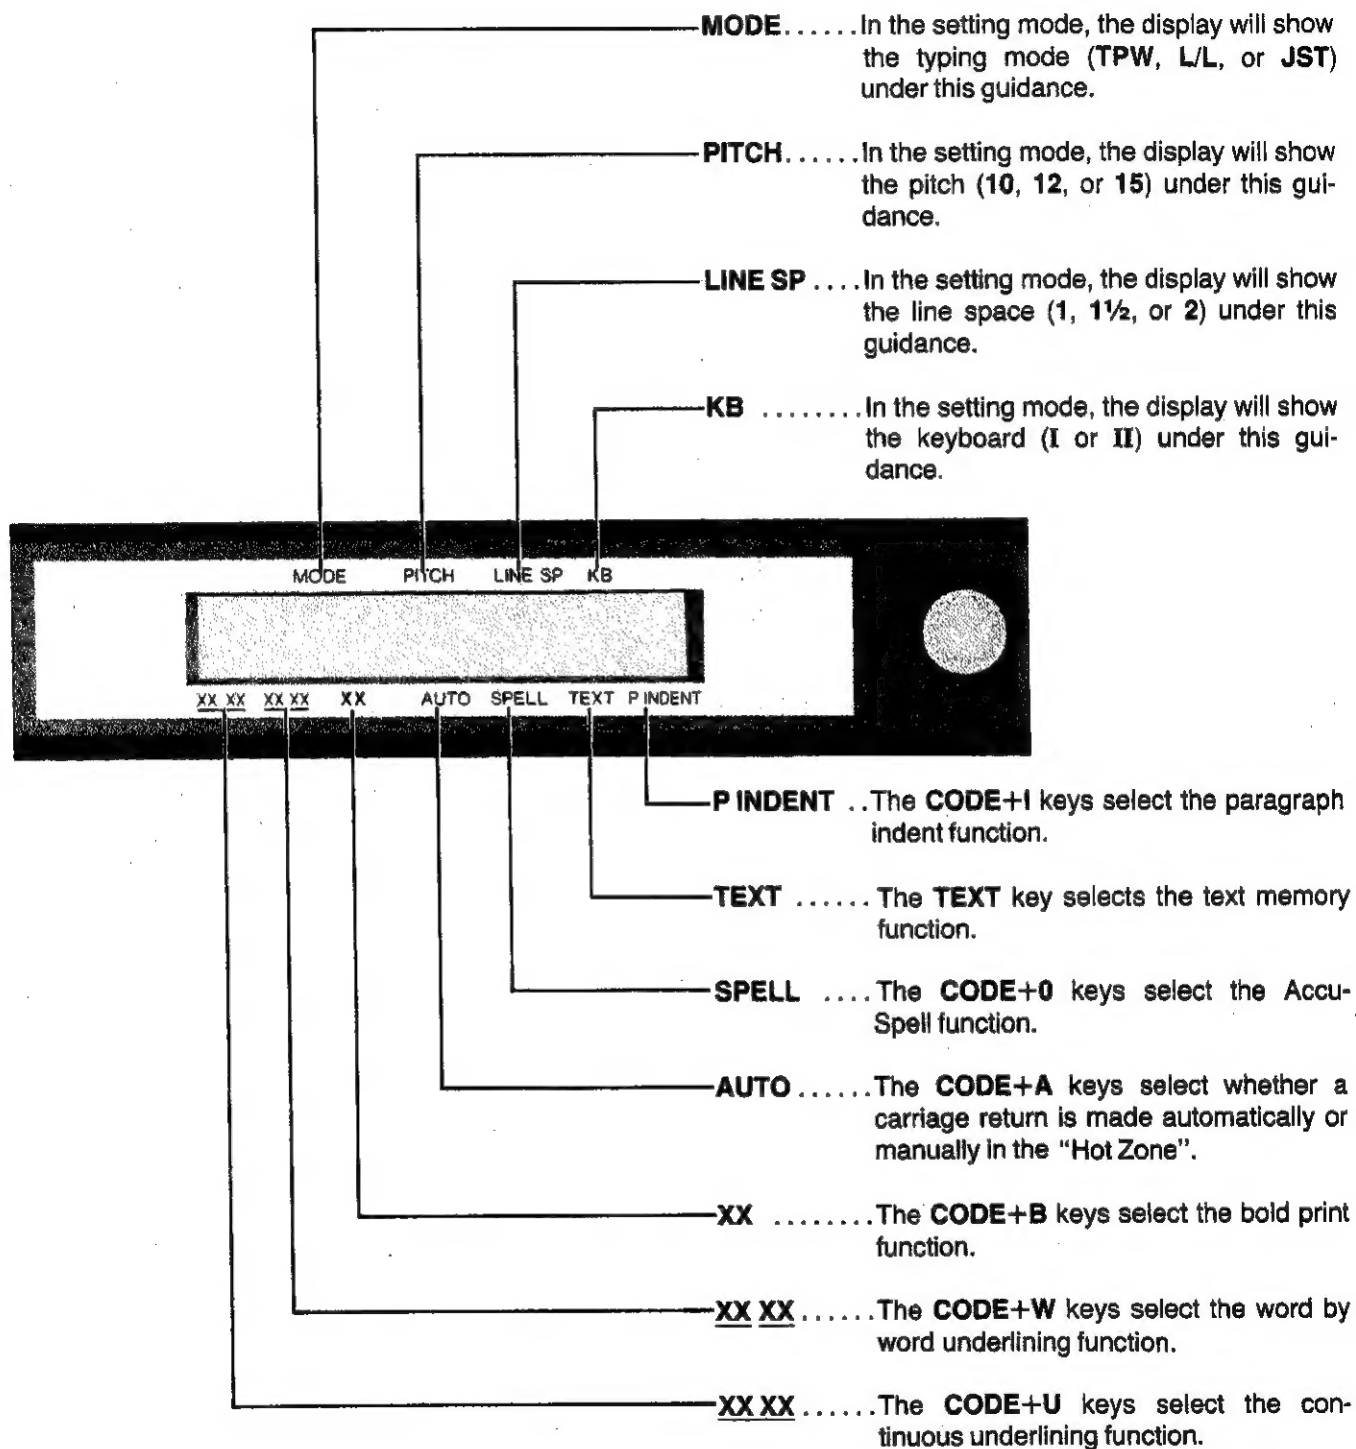 MODE......In the setting mode, the display will show
the typing mode (TPW, L/L, or JST)
under this guidance.
PITCH......In the setting mode, the display will show
the pitch (10, 12, or 15) under this gui-
dance.
LINE SP ....In the setting mode, the display will show
the line space (1, 1½, or 2) under this
guidance.
KB ........In the setting mode, the display will show
the keyboard (I or II) under this gui-
dance.
MODE PITCH LINE SP KB
XX XX XX XX XX AUTO SPELL TEXT P INDENT
P INDENT ..The CODE+I keys select the paragraph
indent function.
TEXT ......The TEXT key selects the text memory
function.
SPELL ....The CODE+0 keys select the Accu-
Spell function.
AUTO ......The CODE+A keys select whether a
carriage return is made automatically or
manually in the "Hot Zone".
XX ........The CODE+B keys select the bold print
function.
XX XX ......The CODE+W keys select the word by
word underlining function.
XX XX ......The CODE+U keys select the con-
tinuous underlining function.